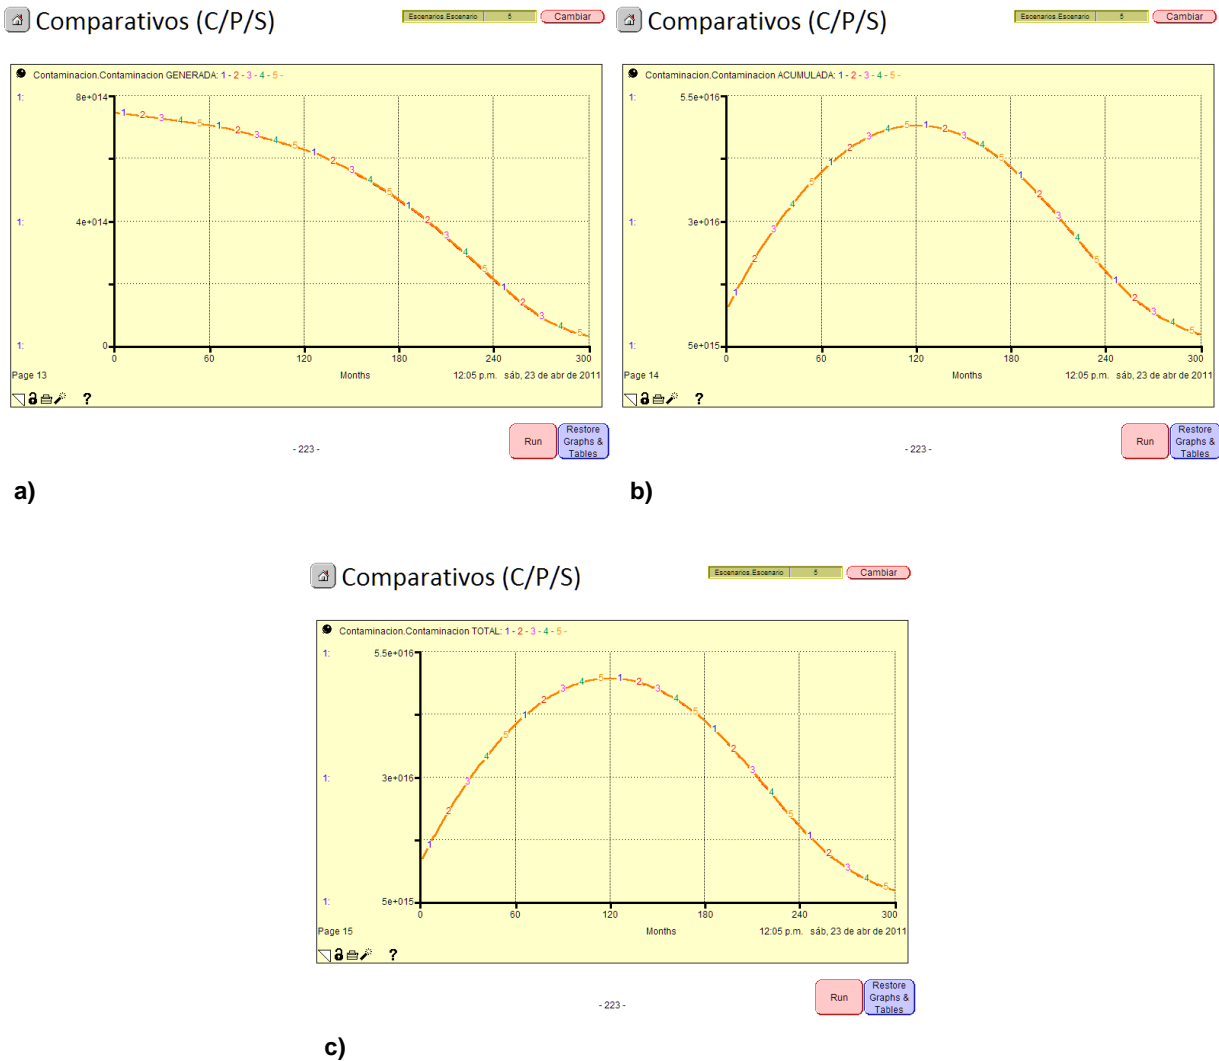 Comparativos (C/P/S)
Escenarios.Escenario 5 Cambiar
Contaminacion.Contaminacion GENERADA: 1 - 2 - 3 - 4 - 5 -
1: 8e+014
1: 4e+014
1: 0
0 60 120 180 240 300
Page 13 Months 12:05 p.m. sáb, 23 de abr de 2011
?
- 223 -
Run
Restore
Graphs &
Tables
a)
Comparativos (C/P/S)
Escenarios.Escenario 5 Cambiar
Contaminacion.Contaminacion ACUMULADA: 1 - 2 - 3 - 4 - 5 -
1: 5.5e+016
1: 3e+016
1: 5e+015
0 60 120 180 240 300
Page 14 Months 12:05 p.m. sáb, 23 de abr de 2011
?
- 223 -
Run
Restore
Graphs &
Tables
b)
Comparativos (C/P/S)
Escenarios.Escenario 5 Cambiar
Contaminacion.Contaminacion TOTAL: 1 - 2 - 3 - 4 - 5 -
1: 5.5e+016
1: 3e+016
1: 5e+015
0 60 120 180 240 300
Page 15 Months 12:05 p.m. sáb, 23 de abr de 2011
?
- 223 -
Run
Restore
Graphs &
Tables
c)